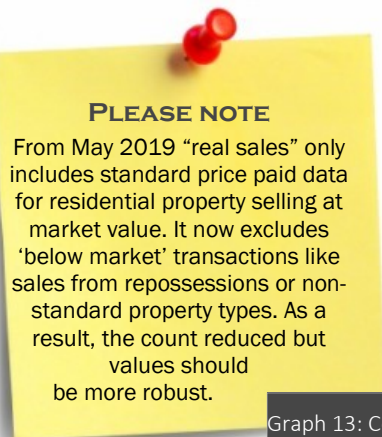 PLEASE NOTE
From May 2019 “real sales” only
includes standard price paid data
for residential property selling at
market value. It now excludes
‘below market’ transactions like
sales from repossessions or non-
standard property types. As a
result, the count reduced but
values should
be more robust.
Graph 13: C